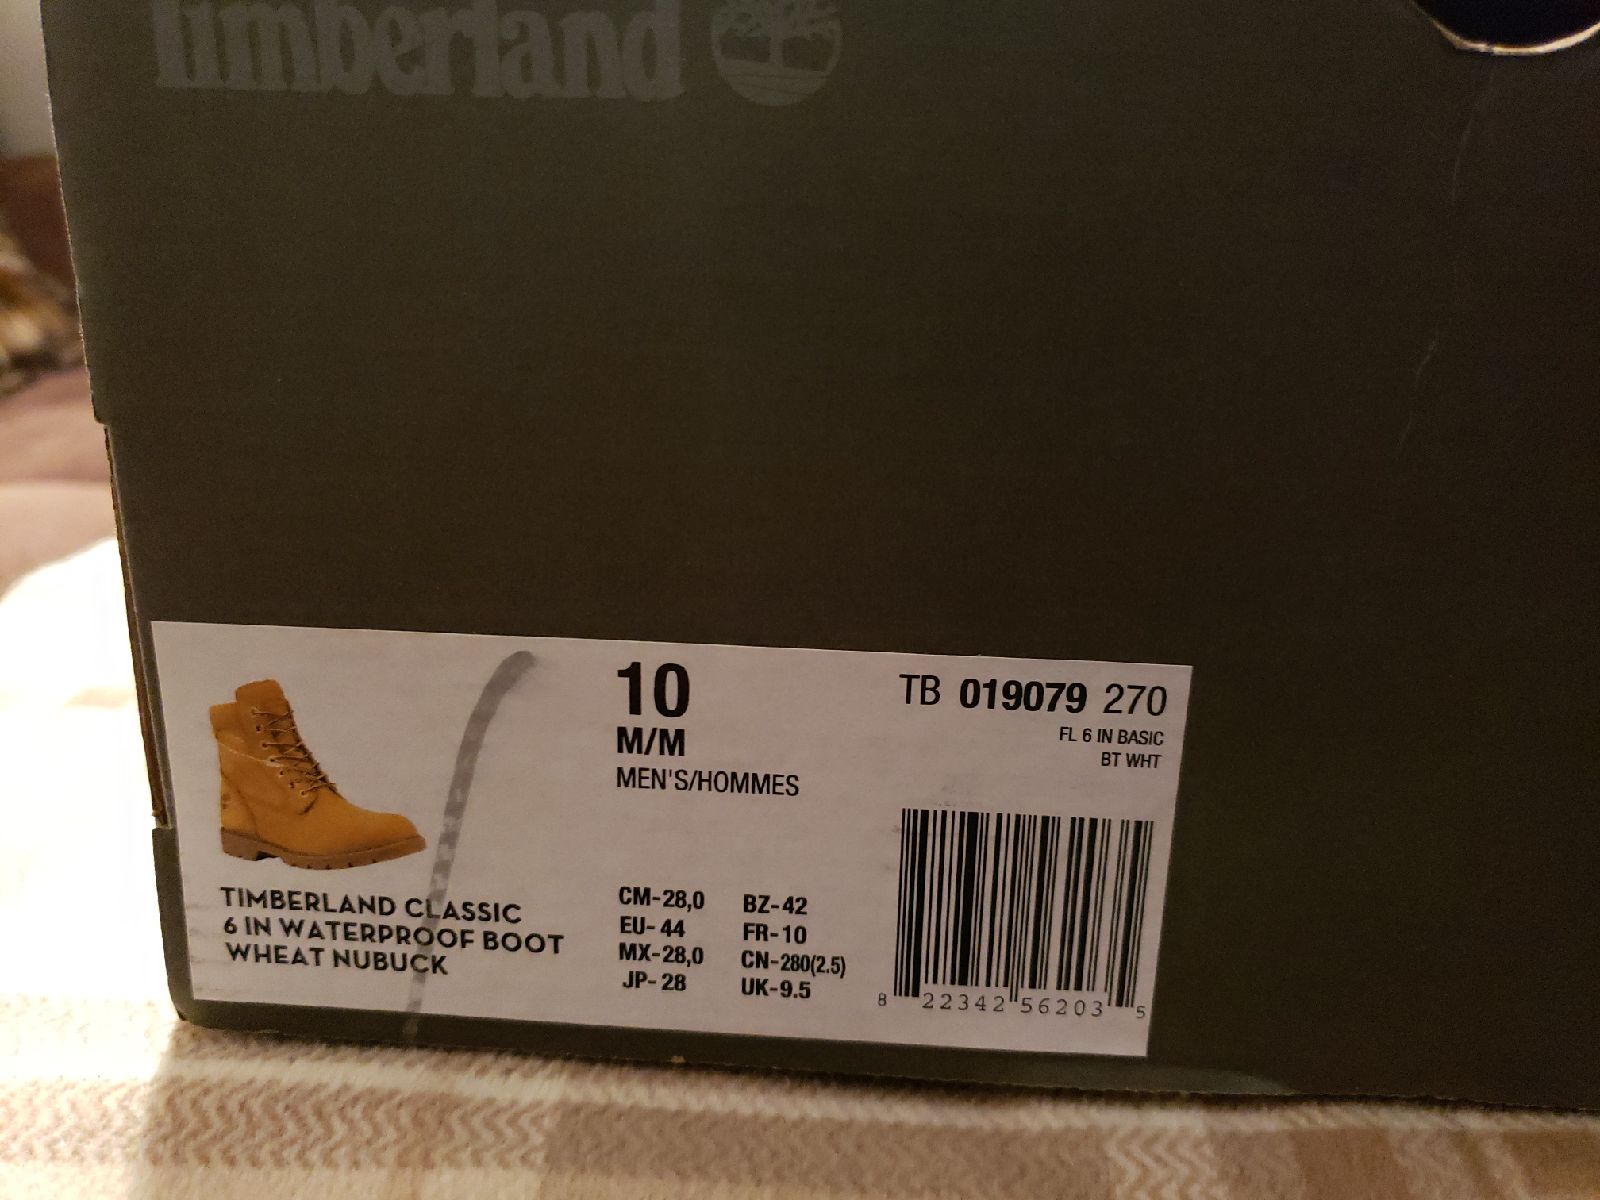 Timberland
10
M/M
MEN'S/HOMMES
TB 019079 270
FL 6 IN BASIC
BT WHT
TIMBERLAND CLASSIC
6 IN WATERPROOF BOOT
WHEAT NUBUCK
CM-28,0 BZ-42
EU-44 FR-10
MX-28,0 CN-280(2.5)
JP-28 UK-9.5
8 22342 56203 5